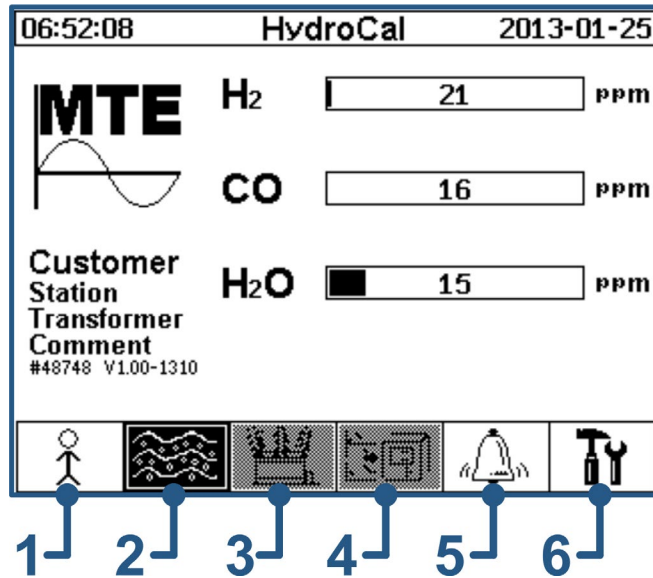 06:52:08 HydroCal 2013-01-25
MTE
H2 21 ppm
CO 16 ppm
H2O 15 ppm
Customer
Station
Transformer
Comment
#48748 V1.00-1310
1 2 3 4 5 6